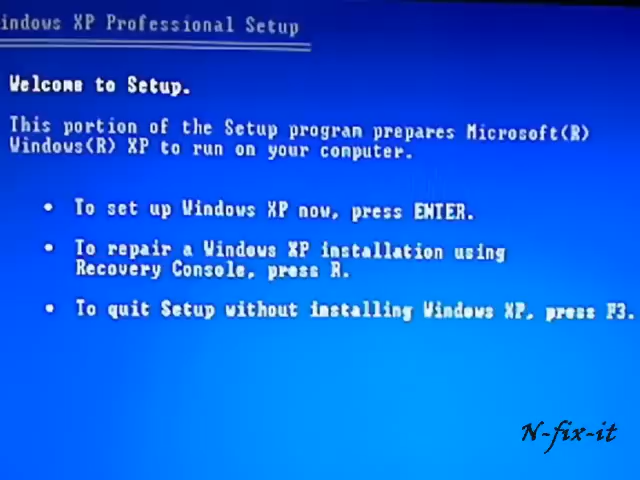 indows XP Professional Setup
Welcome to Setup.
This portion of the Setup program prepares Microsoft(R)
Windows(R) XP to run on your computer.
• To set up Windows XP now, press ENTER.
• To repair a Windows XP installation using
Recovery Console, press R.
• To quit Setup without installing Windows XP, press F3.
N-fix-it